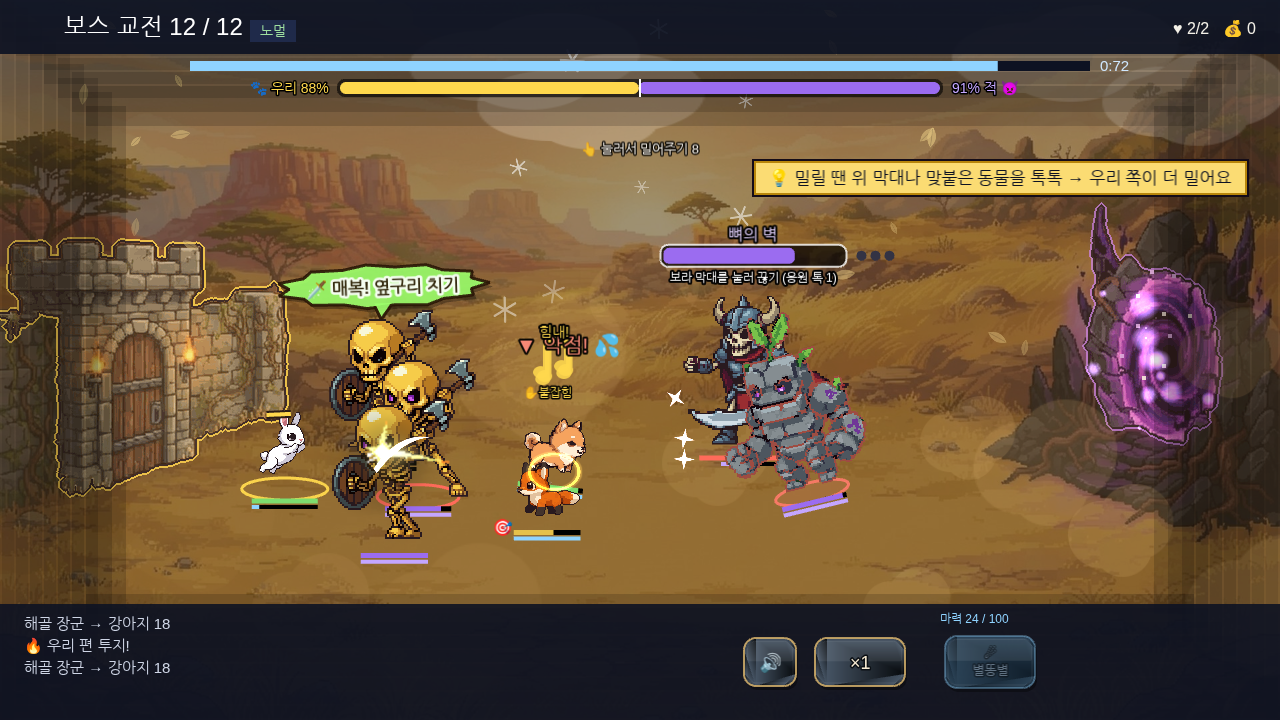 보스 교전 12 / 12 노멀
♥ 2/2 💰 0
0:72
🐾 우리 88%
91% 적 😈
👆 눌러서 밀어주기 8
💡 밀릴 땐 위 막대나 맞붙은 동물을 톡톡 → 우리 쪽이 더 밀어요
뼈의 벽
보라 막대를 눌러 끊기 (응원 톡 1)
🗡️ 매복! 옆구리 치기
힘내!
▼ 약점! 💦
✋붙잡힘
해골 장군 → 강아지 18
🔥 우리 편 투지!
해골 장군 → 강아지 18
마력 24 / 100
🔊
×1
별똥별